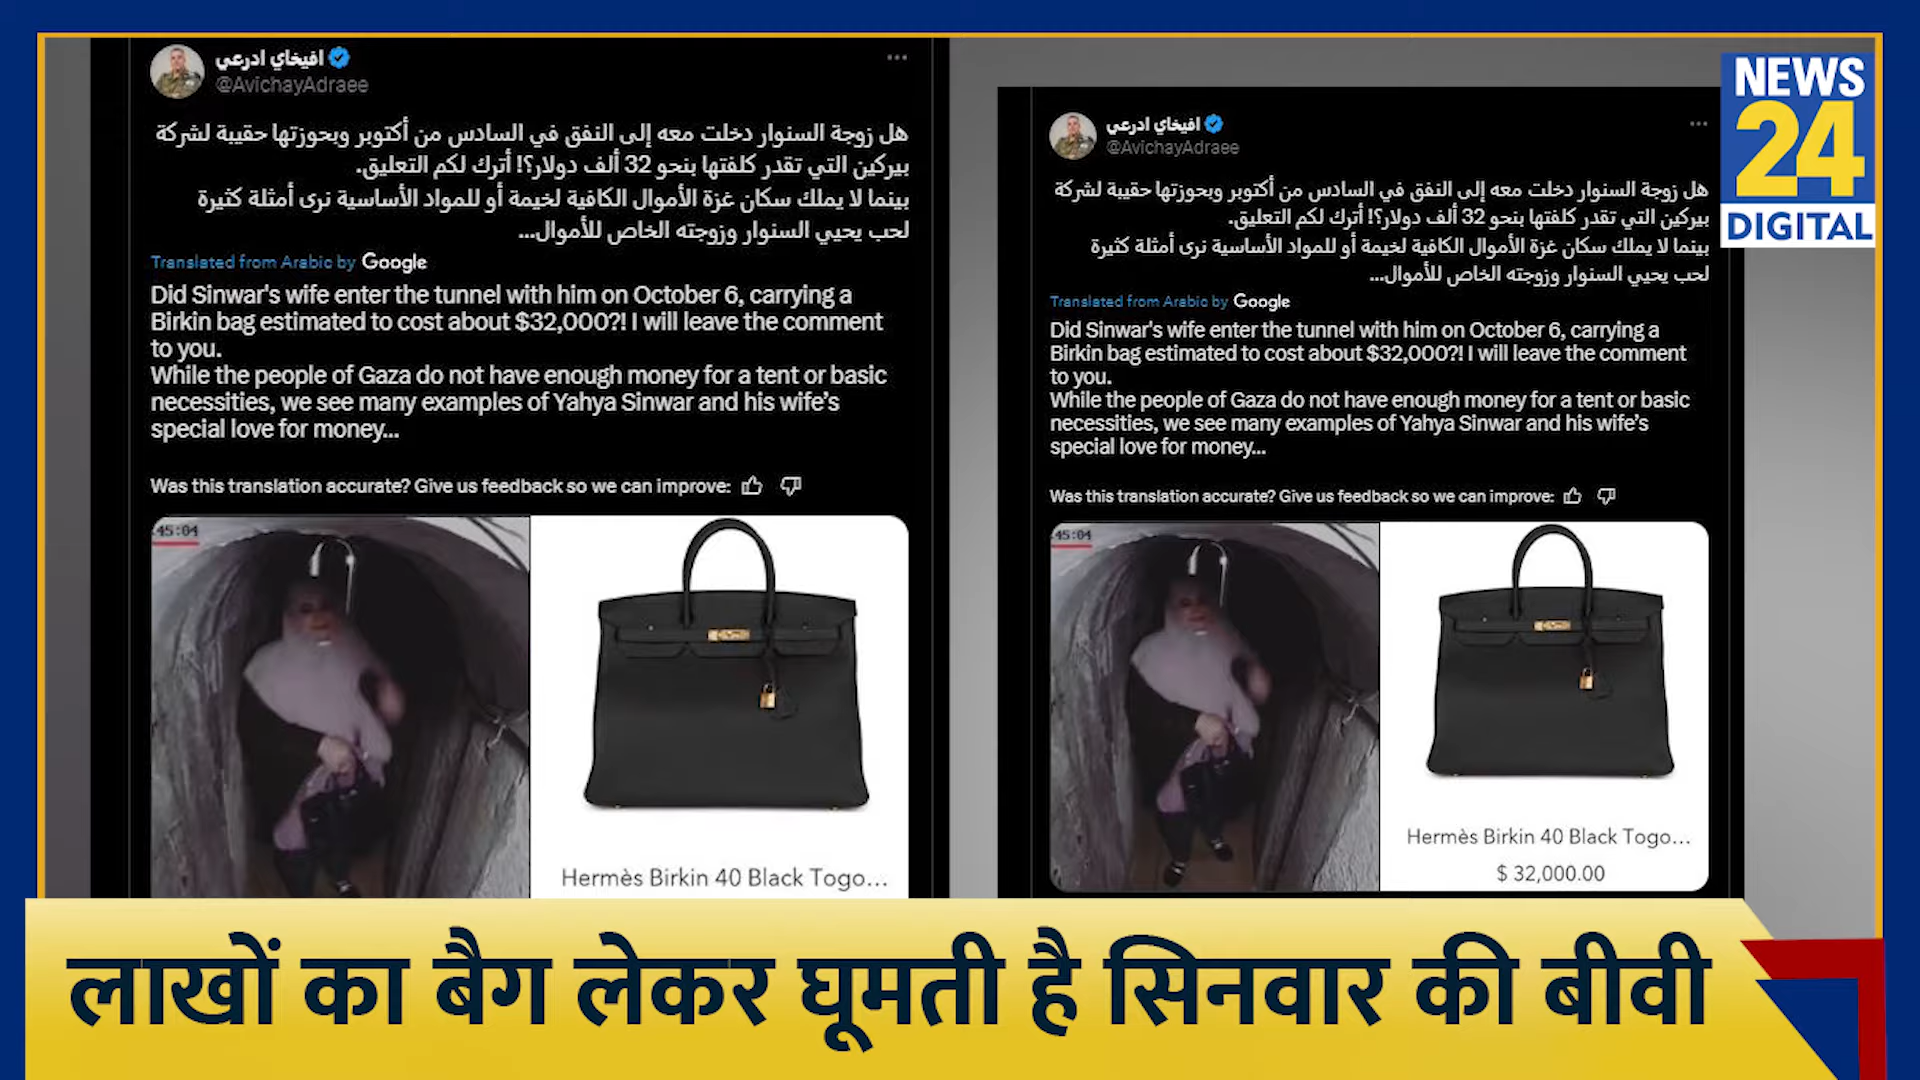 افيخاي ادرعي
@AvichayAdraee
هل زوجة السنوار دخلت معه إلى النفق في السادس من أكتوبر وبحوزتها حقيبة لشركة
بيركين التي تقدر كلفتها بنحو 32 ألف دولار؟! أترك لكم التعليق.
بينما لا يملك سكان غزة الأموال الكافية لخيمة أو للمواد الأساسية نرى أمثلة كثيرة
لحب يحيي السنوار وزوجته الخاص للأموال...
Translated from Arabic by Google
Did Sinwar's wife enter the tunnel with him on October 6, carrying a
Birkin bag estimated to cost about $32,000?! I will leave the comment
to you.
While the people of Gaza do not have enough money for a tent or basic
necessities, we see many examples of Yahya Sinwar and his wife’s
special love for money...
Was this translation accurate? Give us feedback so we can improve:
45:04
Hermès Birkin 40 Black Togo...
افيخاي ادرعي
@AvichayAdraee
هل زوجة السنوار دخلت معه إلى النفق في السادس من أكتوبر وبحوزتها حقيبة لشركة
بيركين التي تقدر كلفتها بنحو 32 ألف دولار؟! أترك لكم التعليق.
بينما لا يملك سكان غزة الأموال الكافية لخيمة أو للمواد الأساسية نرى أمثلة كثيرة
لحب يحيي السنوار وزوجته الخاص للأموال...
Translated from Arabic by Google
Did Sinwar's wife enter the tunnel with him on October 6, carrying a
Birkin bag estimated to cost about $32,000?! I will leave the comment
to you.
While the people of Gaza do not have enough money for a tent or basic
necessities, we see many examples of Yahya Sinwar and his wife’s
special love for money...
Was this translation accurate? Give us feedback so we can improve:
45:04
Hermès Birkin 40 Black Togo...
$ 32,000.00
NEWS
24
DIGITAL
लाखों का बैग लेकर घूमती है सिनवार की बीवी